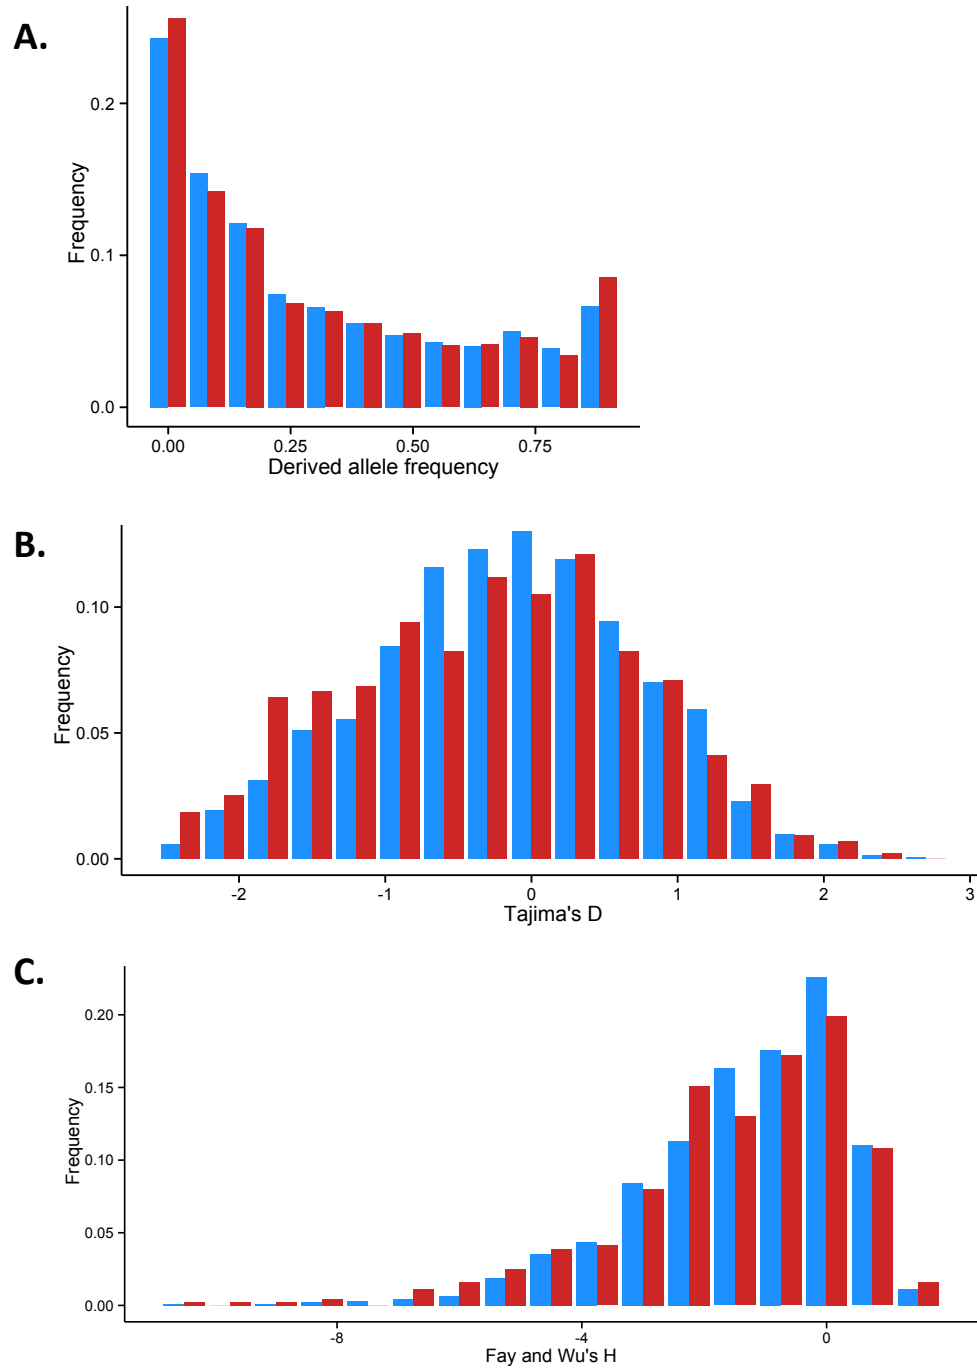 A.
Frequency
0.2
0.1
0.0
0.00 0.25 0.50 0.75
Derived allele frequency
B.
Frequency
0.10
0.05
0.00
-2 -1 0 1 2 3
Tajima's D
C.
Frequency
0.20
0.15
0.10
0.05
0.00
-8 -4 0
Fay and Wu's H